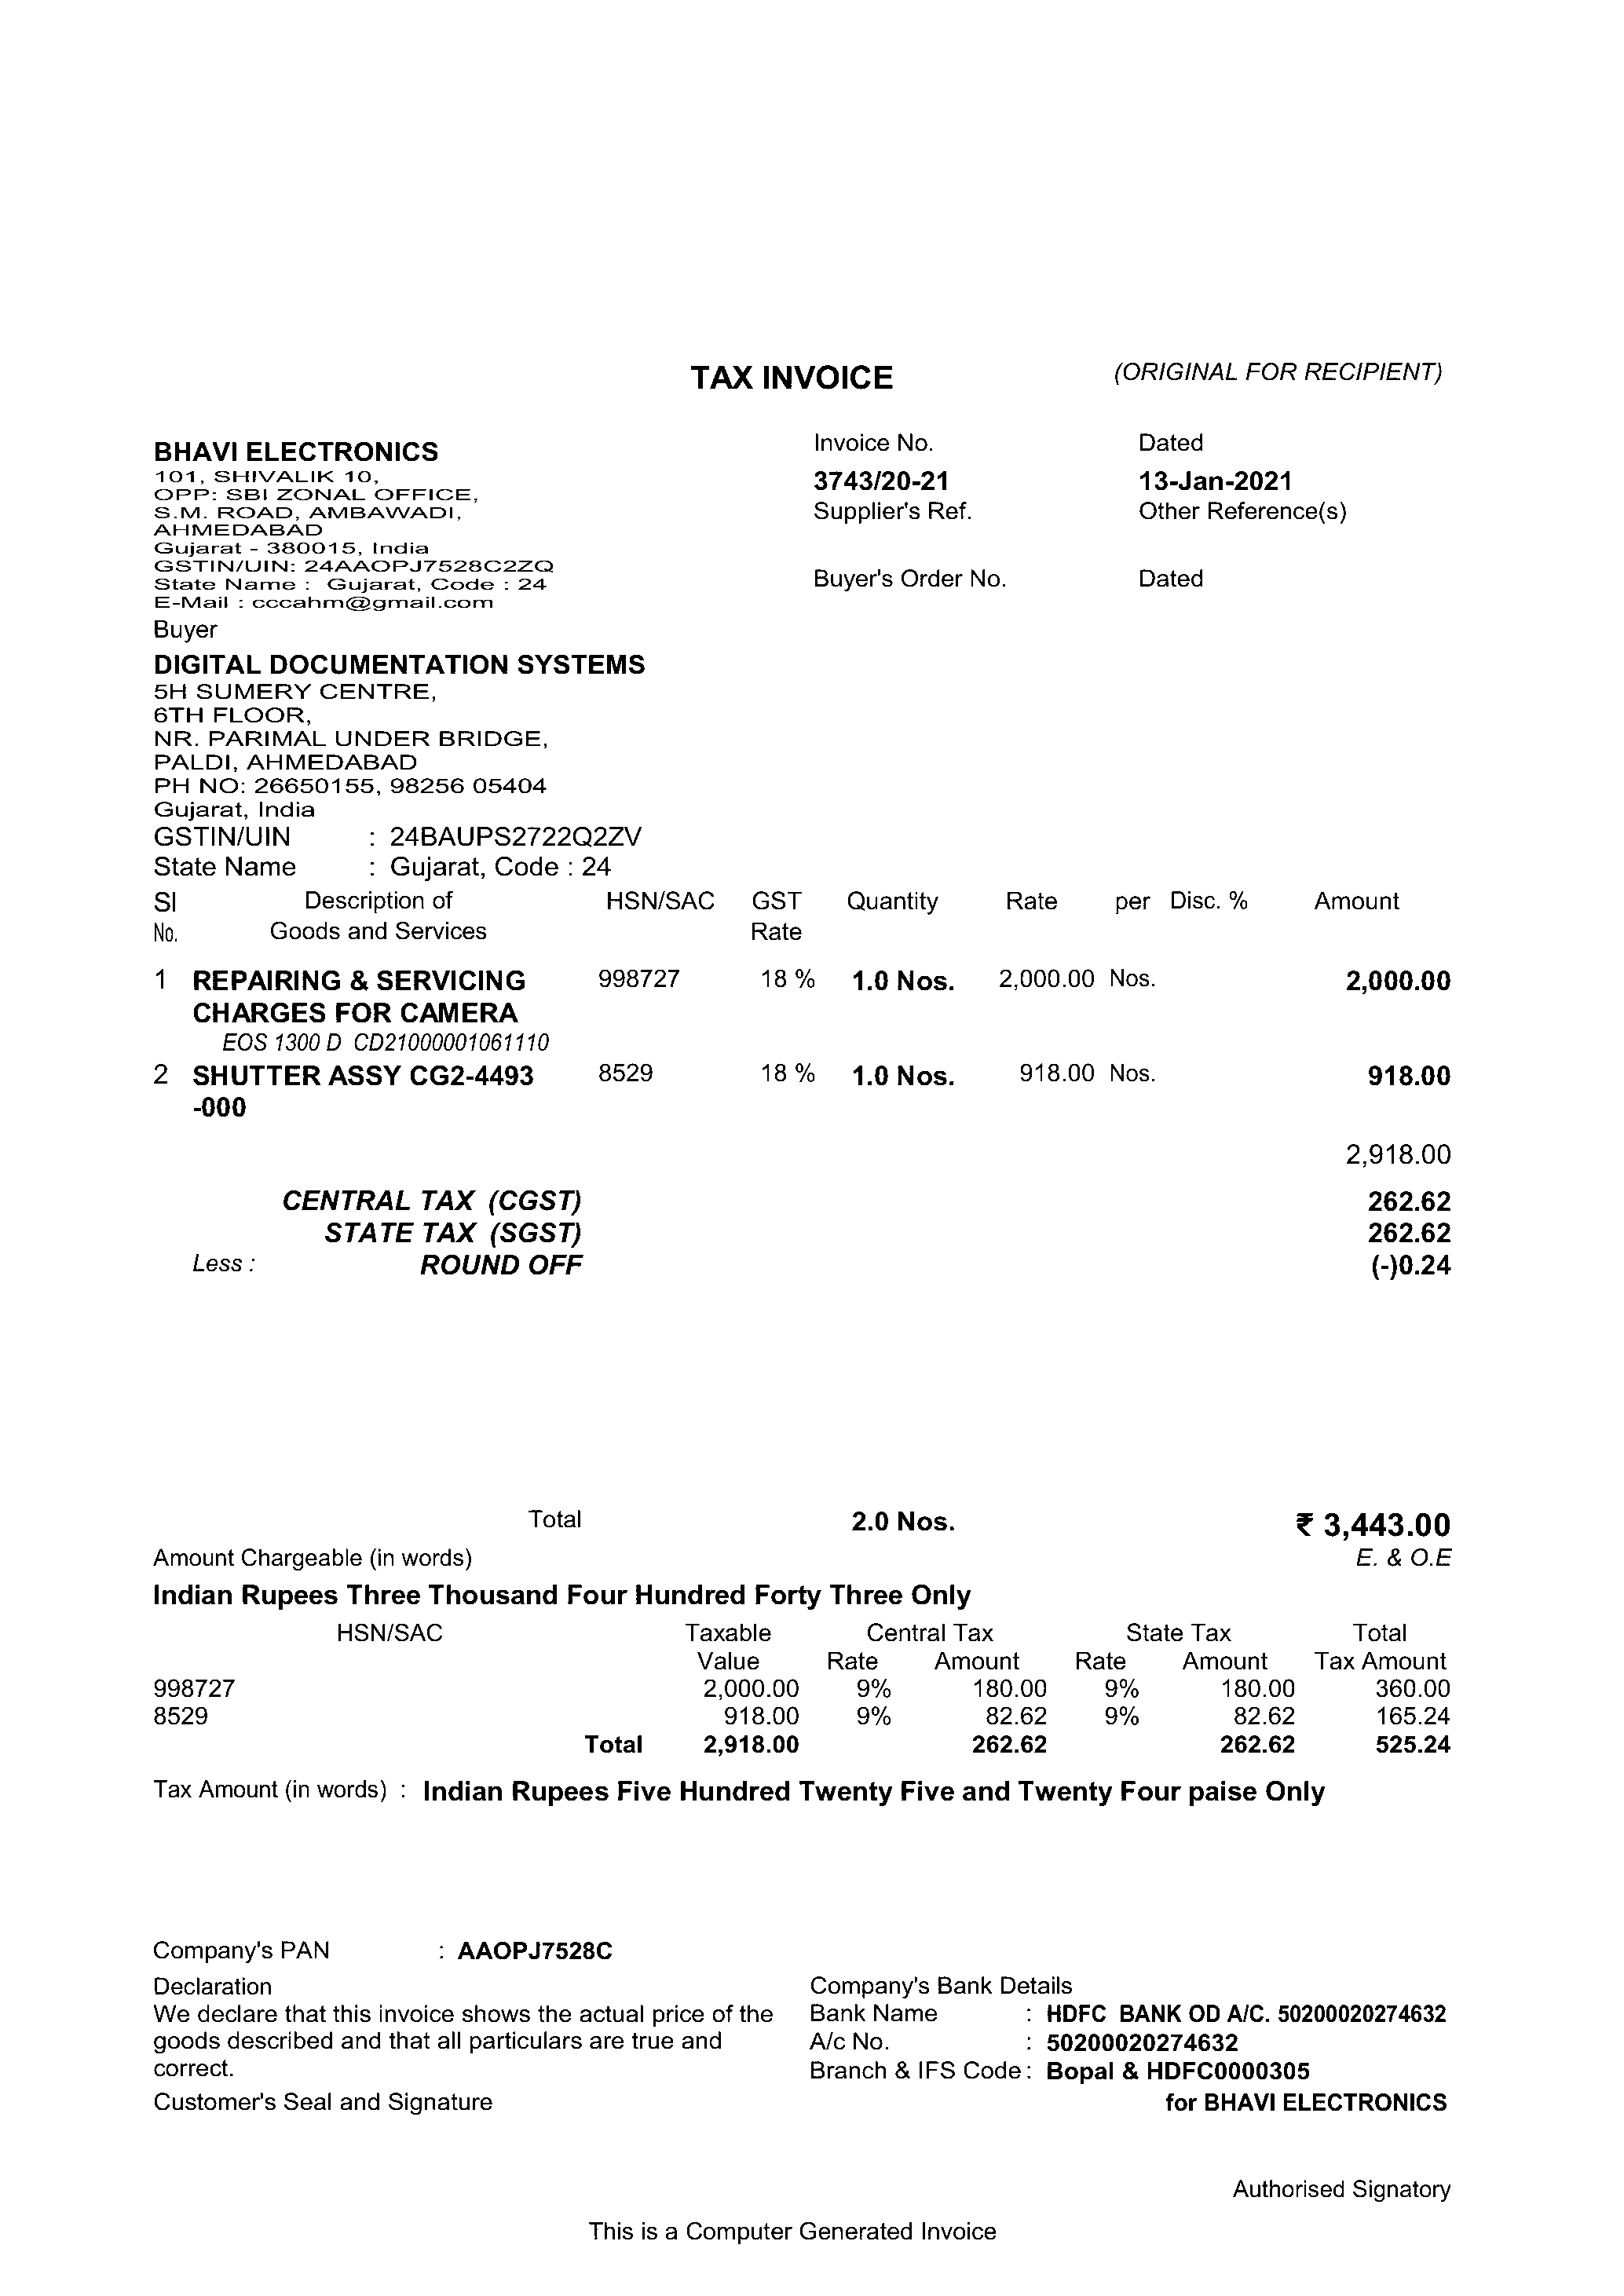 TAX INVOICE (ORIGINAL FOR RECIPIENT)
BHAVI ELECTRONICS
101, SHIVALIK 10,
OPP: SBI ZONAL OFFICE,
S.M. ROAD, AMBAWADI,
AHMEDABAD
Gujarat - 380015, India
GSTIN/UIN: 24AAOPJ7528C2ZQ
State Name : Gujarat, Code : 24
E-Mail : cccahm@gmail.com
Invoice No. Dated
3743/20-21 13-Jan-2021
Supplier's Ref. Other Reference(s)
Buyer's Order No. Dated
Buyer
DIGITAL DOCUMENTATION SYSTEMS
5H SUMERY CENTRE,
6TH FLOOR,
NR. PARIMAL UNDER BRIDGE,
PALDI, AHMEDABAD
PH NO: 26650155, 98256 05404
Gujarat, India
GSTIN/UIN : 24BAUPS2722Q2ZV
State Name : Gujarat, Code : 24
Sl Description of HSN/SAC GST Quantity Rate per Disc. % Amount
No. Goods and Services Rate
1 REPAIRING & SERVICING 998727 18 % 1.0 Nos. 2,000.00 Nos. 2,000.00
CHARGES FOR CAMERA
EOS 1300 D CD21000001061110
2 SHUTTER ASSY CG2-4493 8529 18 % 1.0 Nos. 918.00 Nos. 918.00
-000
2,918.00
CENTRAL TAX (CGST) 262.62
STATE TAX (SGST) 262.62
Less : ROUND OFF (-)0.24
Total 2.0 Nos. ₹ 3,443.00
Amount Chargeable (in words) E. & O.E
Indian Rupees Three Thousand Four Hundred Forty Three Only
HSN/SAC Taxable Central Tax State Tax Total
Value Rate Amount Rate Amount Tax Amount
998727 2,000.00 9% 180.00 9% 180.00 360.00
8529 918.00 9% 82.62 9% 82.62 165.24
Total 2,918.00 262.62 262.62 525.24
Tax Amount (in words) : Indian Rupees Five Hundred Twenty Five and Twenty Four paise Only
Company's PAN : AAOPJ7528C
Declaration
We declare that this invoice shows the actual price of the
goods described and that all particulars are true and
correct.
Company's Bank Details
Bank Name : HDFC BANK OD A/C. 50200020274632
A/c No. : 50200020274632
Branch & IFS Code : Bopal & HDFC0000305
Customer's Seal and Signature for BHAVI ELECTRONICS
Authorised Signatory
This is a Computer Generated Invoice